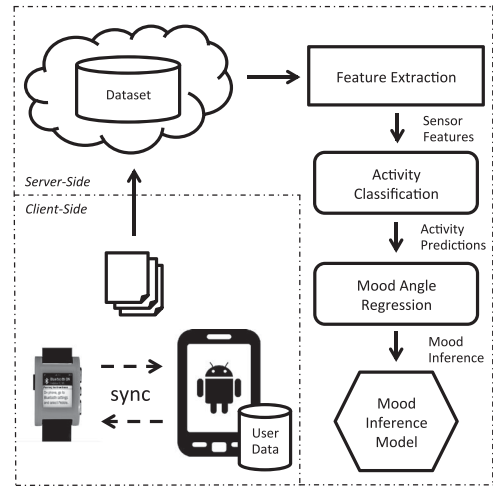 Dataset
Feature Extraction
Sensor
Features
Server-Side
Client-Side
Activity
Classification
Activity
Predictions
Mood Angle
Regression
Mood
Inference
sync
User
Data
Mood
Inference
Model